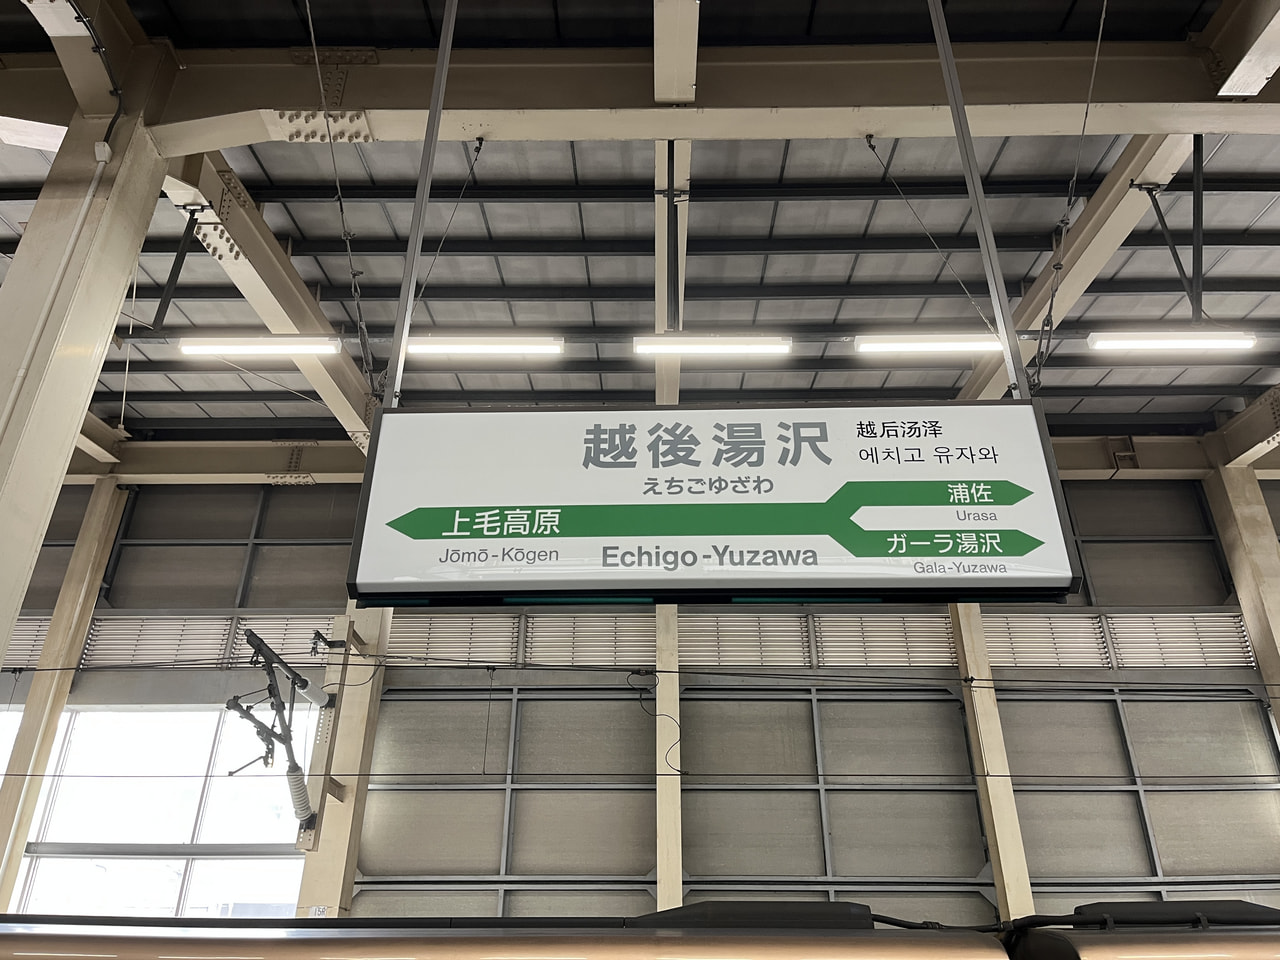 越後湯沢
越后汤泽
에치고 유자와
えちごゆざわ
上毛高原
Jōmō-Kōgen
Echigo-Yuzawa
浦佐
Urasa
ガーラ湯沢
Gala-Yuzawa